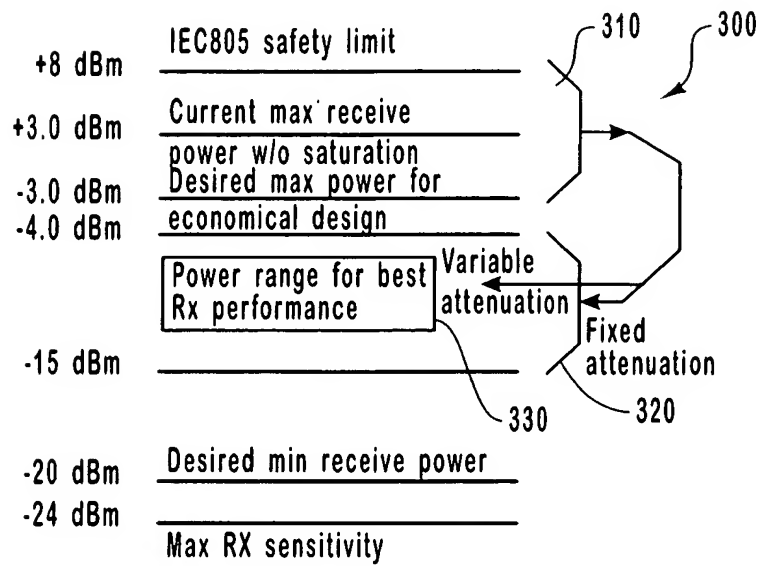 IEC805 safety limit
+8 dBm
310
300
Current max receive
+3.0 dBm
power w/o saturation
Desired max power for
-3.0 dBm
economical design
-4.0 dBm
Power range for best
Rx performance
Variable
attenuation
Fixed
attenuation
-15 dBm
320
330
Desired min receive power
-20 dBm
-24 dBm
Max RX sensitivity